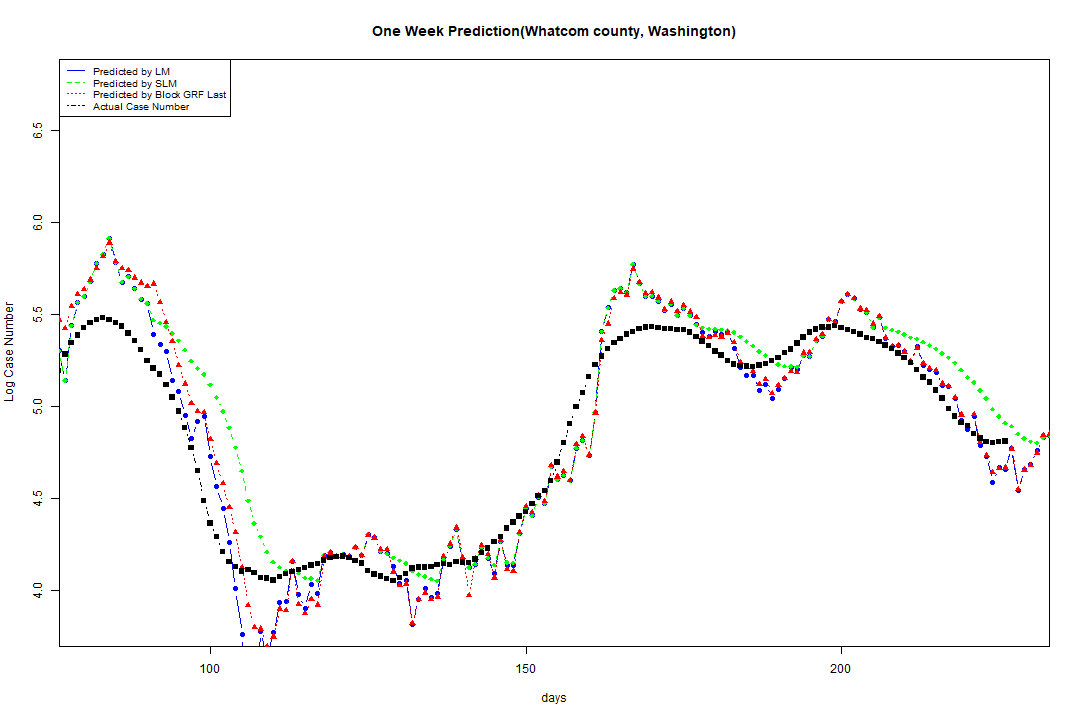 One Week Prediction(Whatcom county, Washington)
Predicted by LM
Predicted by SLM
Predicted by Block GRF Last
Actual Case Number
6.5
6.0
5.5
5.0
4.5
4.0
Log Case Number
100
150
200
days